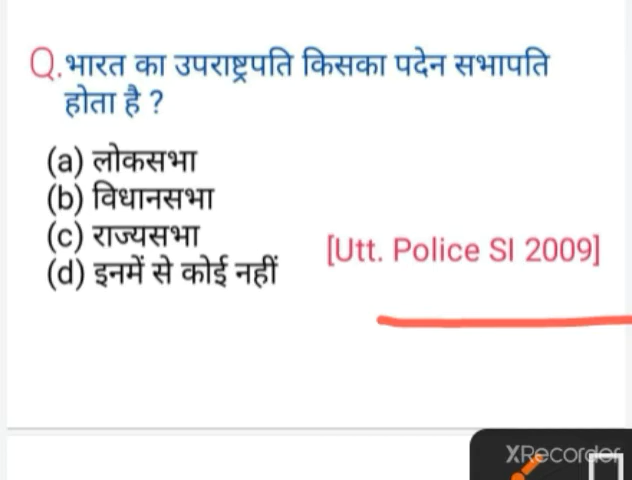 Q.भारत का उपराष्ट्रपति किसका पदेन सभापति
होता है ?
(a) लोकसभा
(b) विधानसभा
(c) राज्यसभा
(d) इनमें से कोई नहीं
[Utt. Police SI 2009]
XRecorder